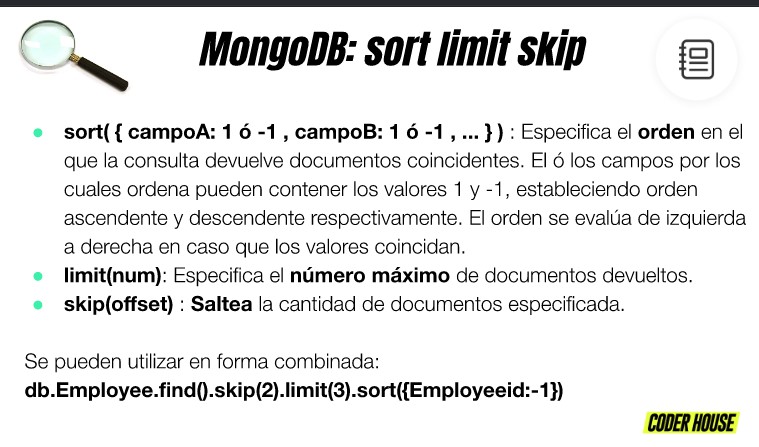 MongoDB: sort limit skip
● sort( { campoA: 1 ó -1 , campoB: 1 ó -1 , ... } ) : Especifica el orden en el
que la consulta devuelve documentos coincidentes. El ó los campos por los
cuales ordena pueden contener los valores 1 y -1, estableciendo orden
ascendente y descendente respectivamente. El orden se evalúa de izquierda
a derecha en caso que los valores coincidan.
● limit(num): Especifica el número máximo de documentos devueltos.
● skip(offset) : Saltea la cantidad de documentos especificada.
Se pueden utilizar en forma combinada:
db.Employee.find().skip(2).limit(3).sort({Employeeid:-1})
CODER HOUSE